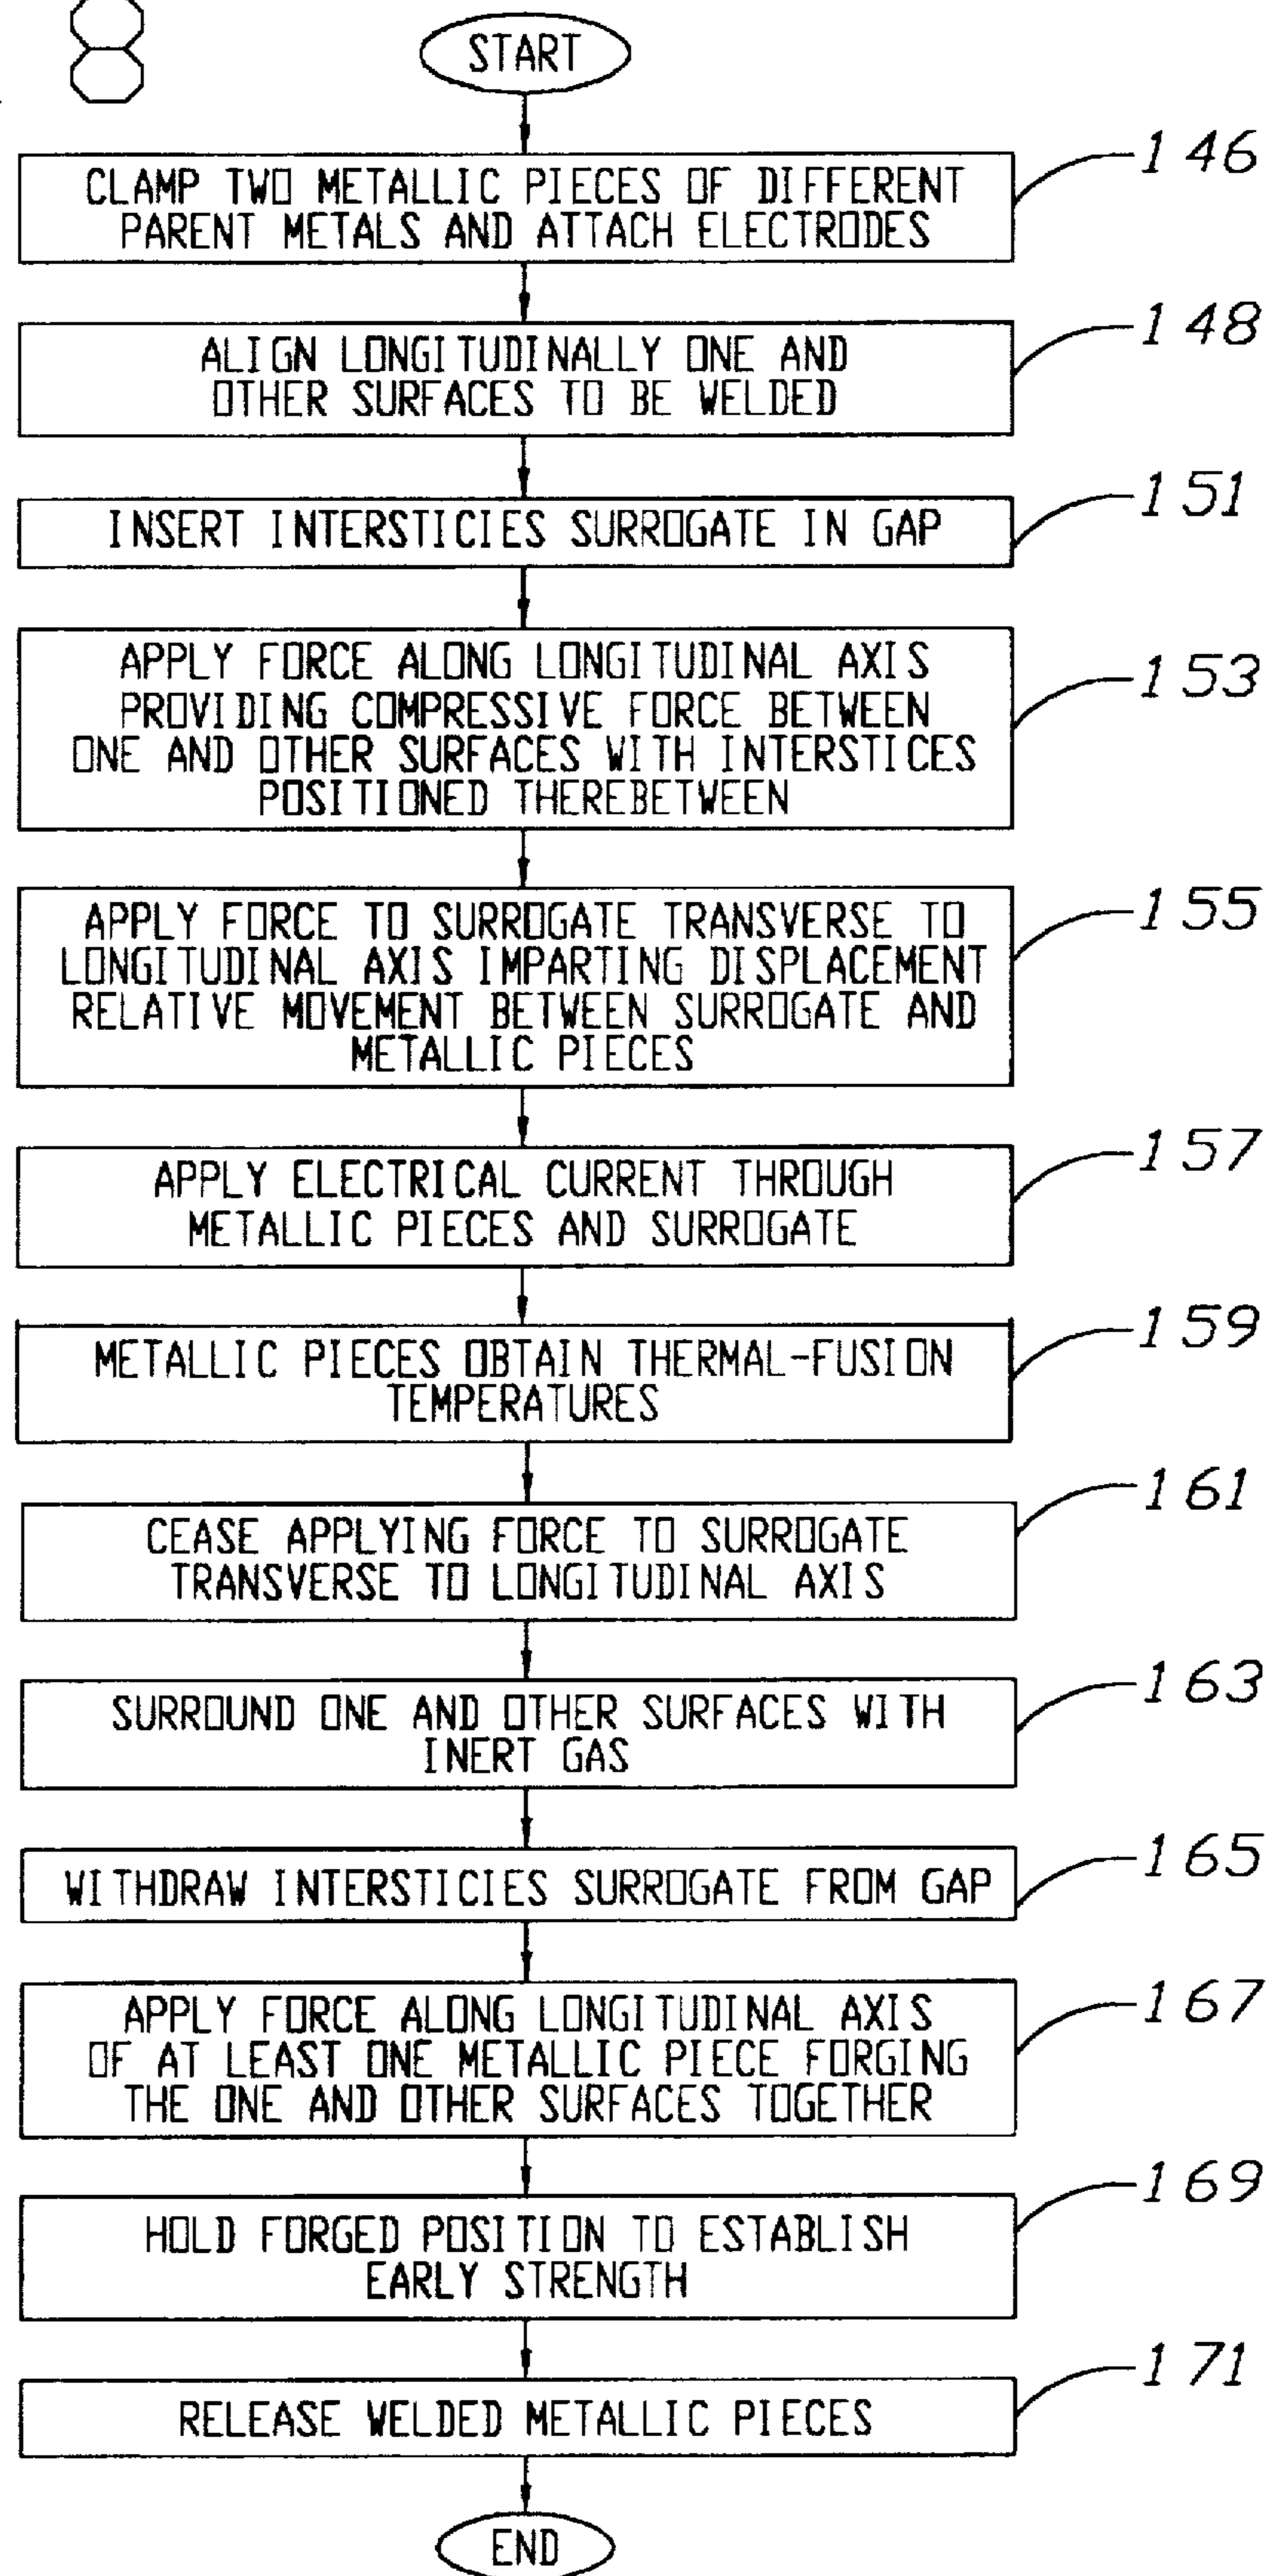 8
START
146
CLAMP TWO METALLIC PIECES OF DIFFERENT
PARENT METALS AND ATTACH ELECTRODES
148
ALIGN LONGITUDINALLY ONE AND
OTHER SURFACES TO BE WELDED
151
INSERT INTERSTICIES SURROGATE IN GAP
153
APPLY FORCE ALONG LONGITUDINAL AXIS
PROVIDING COMPRESSIVE FORCE BETWEEN
ONE AND OTHER SURFACES WITH INTERSTICES
POSITIONED THEREBETWEEN
155
APPLY FORCE TO SURROGATE TRANSVERSE TO
LONGITUDINAL AXIS IMPARTING DISPLACEMENT
RELATIVE MOVEMENT BETWEEN SURROGATE AND
METALLIC PIECES
157
APPLY ELECTRICAL CURRENT THROUGH
METALLIC PIECES AND SURROGATE
159
METALLIC PIECES OBTAIN THERMAL-FUSION
TEMPERATURES
161
CEASE APPLYING FORCE TO SURROGATE
TRANSVERSE TO LONGITUDINAL AXIS
163
SURROUND ONE AND OTHER SURFACES WITH
INERT GAS
165
WITHDRAW INTERSTICIES SURROGATE FROM GAP
167
APPLY FORCE ALONG LONGITUDINAL AXIS
OF AT LEAST ONE METALLIC PIECE FORGING
THE ONE AND OTHER SURFACES TOGETHER
169
HOLD FORGED POSITION TO ESTABLISH
EARLY STRENGTH
171
RELEASE WELDED METALLIC PIECES
END